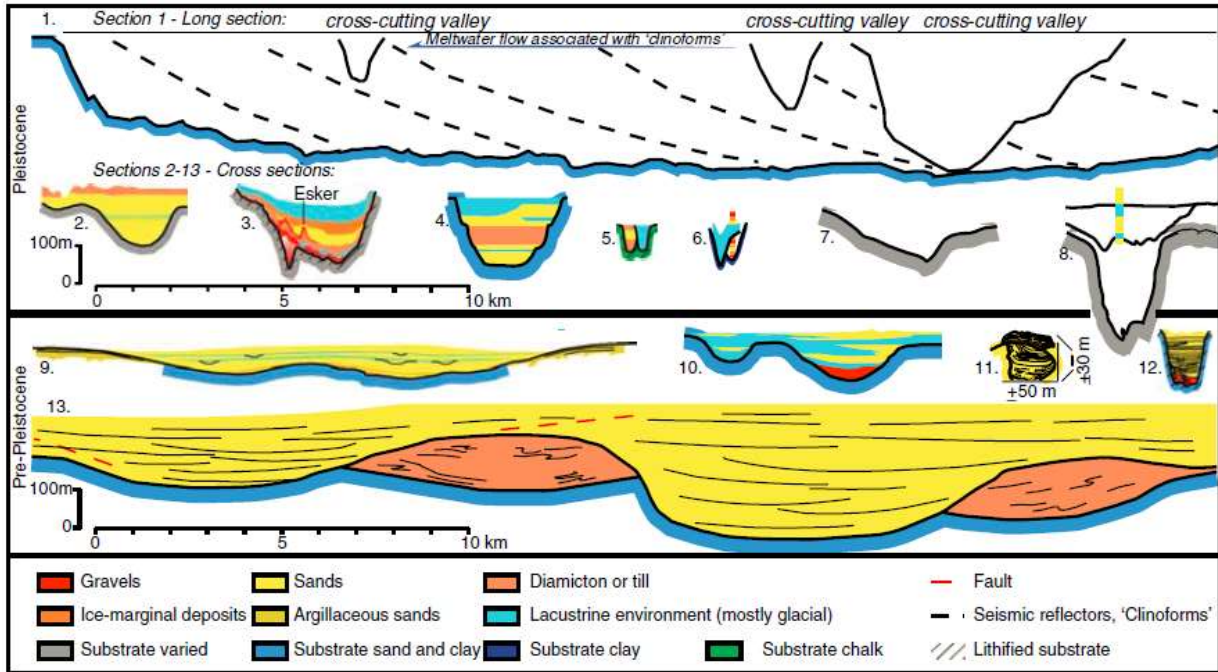 1. Section 1 - Long section: cross-cutting valley cross-cutting valley cross-cutting valley
Meltwater flow associated with 'clinoforms'
Pleistocene
Sections 2-13 - Cross sections:
Esker
2. 3. 4. 5. 6. 7. 8.
100m
0
0 5 10 km
Pre-Pleistocene
9. 10. 11. 12.
±30 m
±50 m
13.
100m
0
0 5 10 km
Gravels Sands Diamicton or till Fault
Ice-marginal deposits Argillaceous sands Lacustrine environment (mostly glacial) Seismic reflectors, 'Clinoforms'
Substrate varied Substrate sand and clay Substrate clay Substrate chalk Lithified substrate